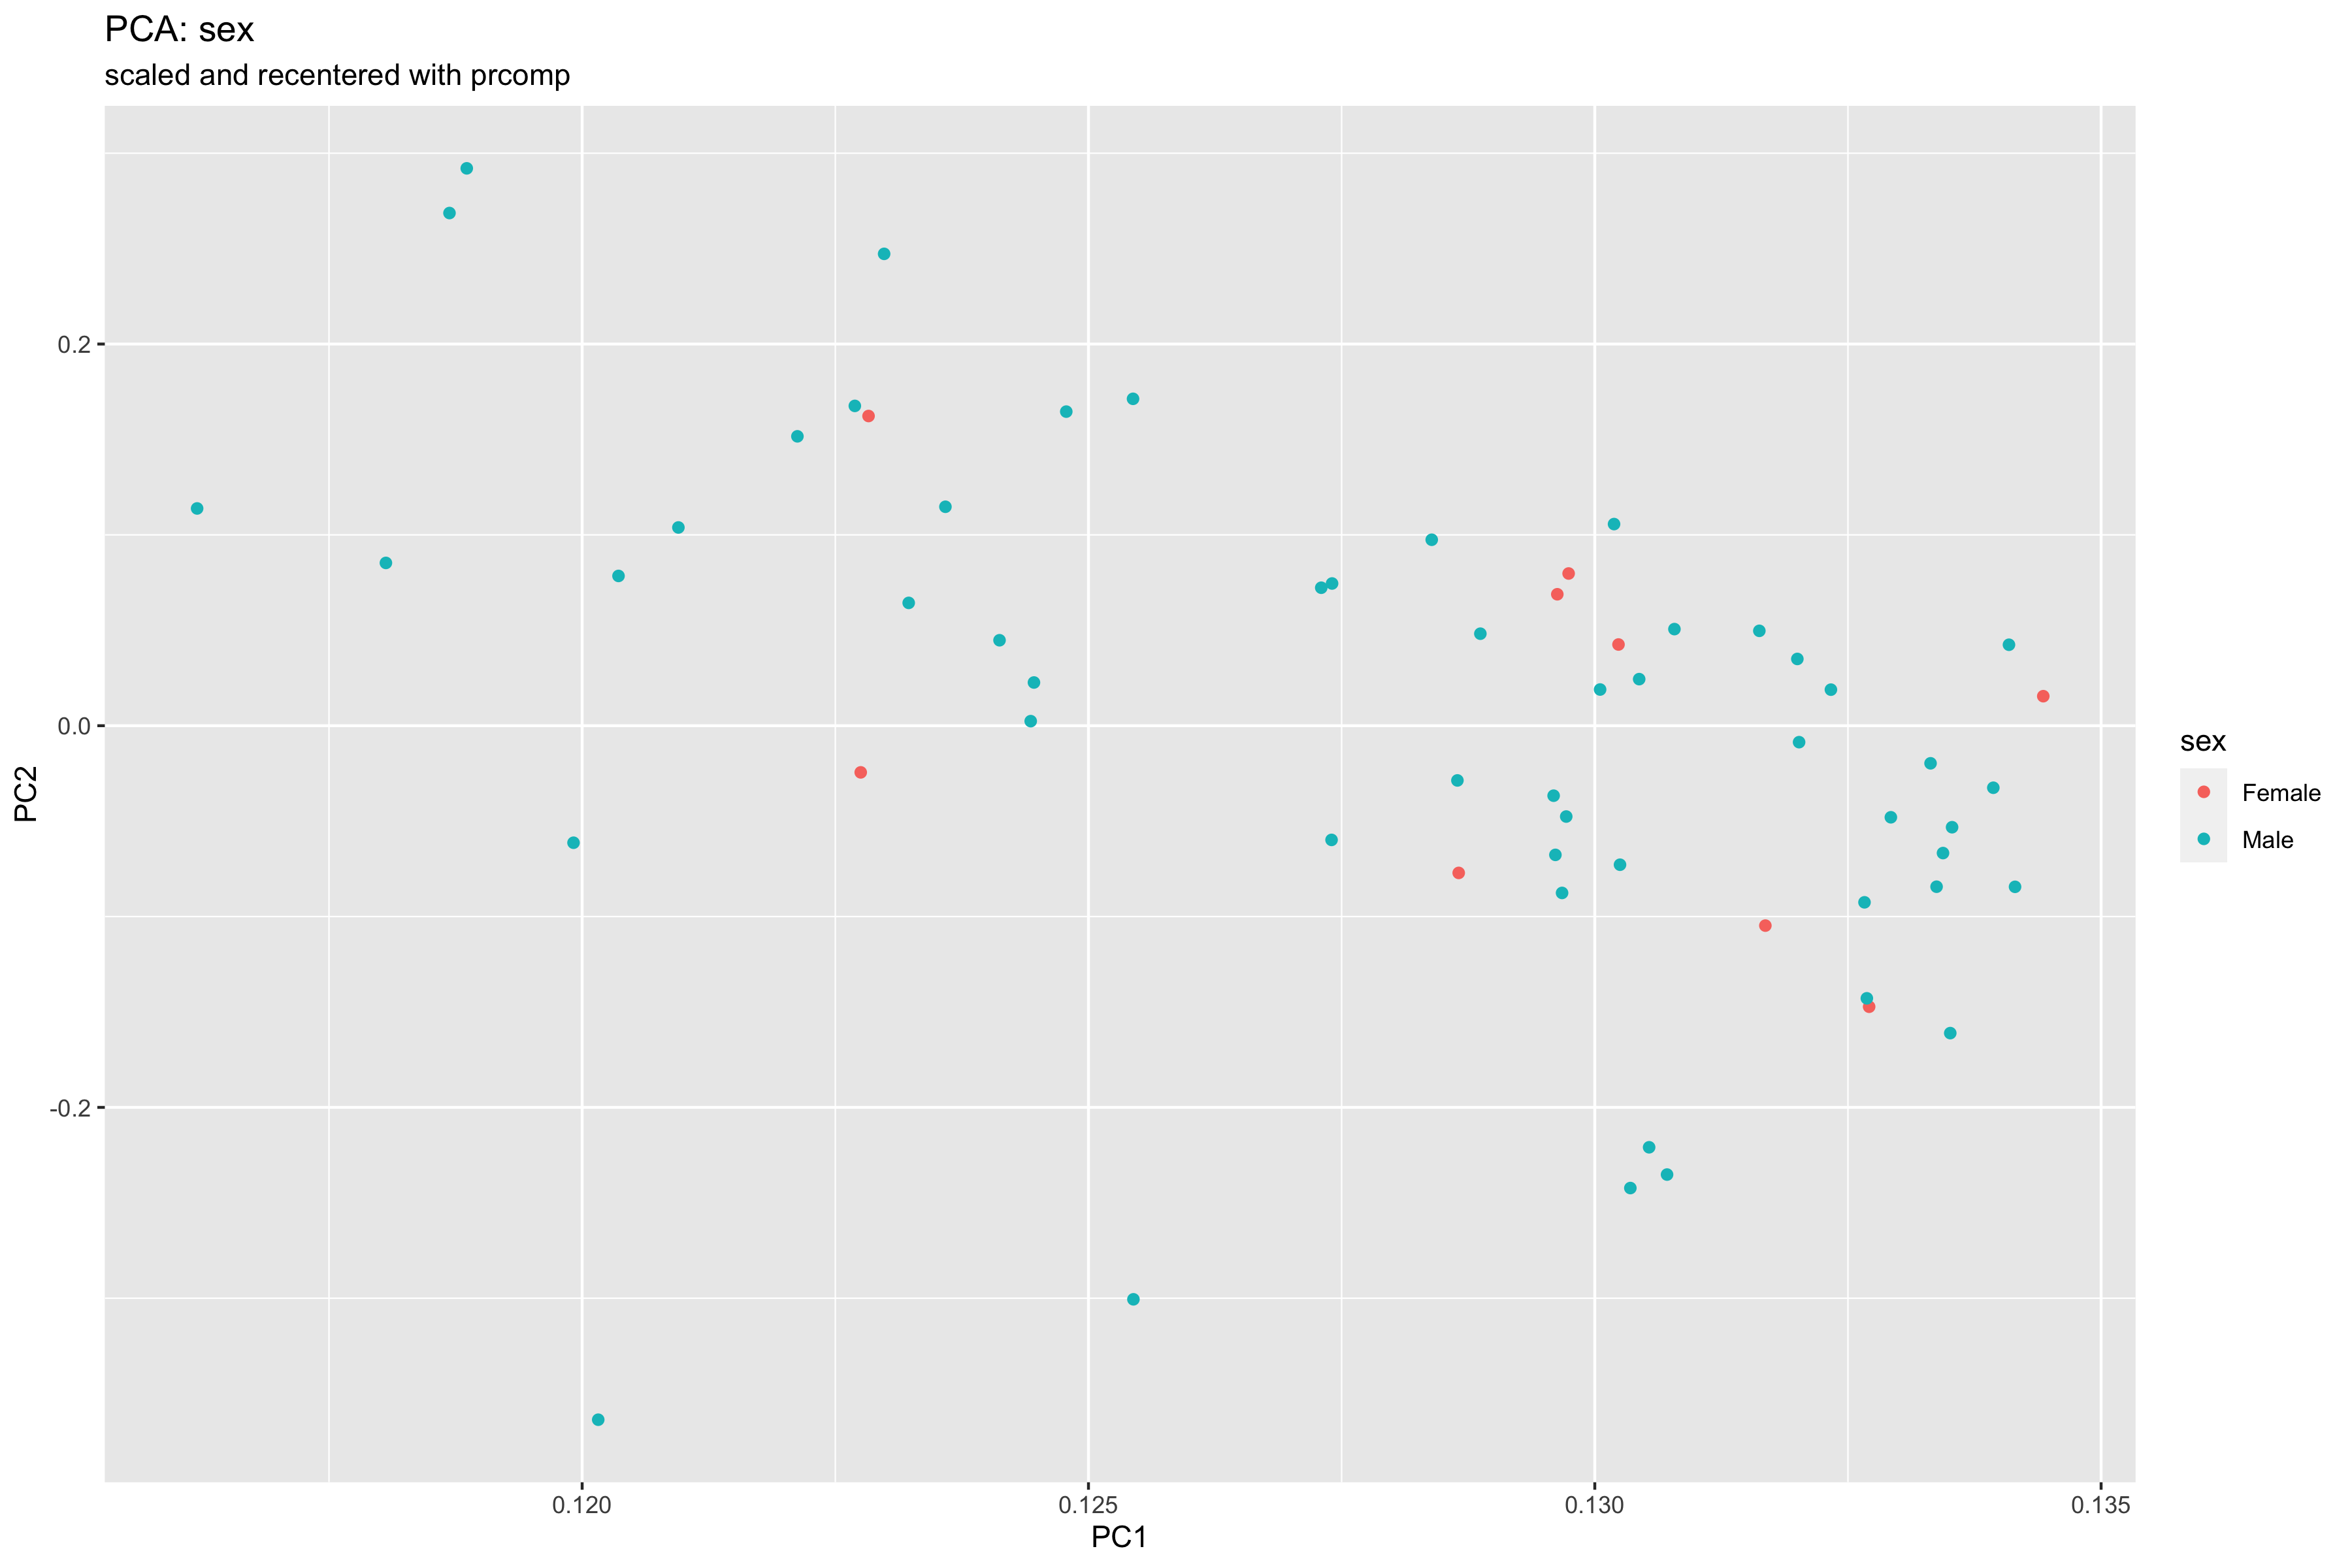 PCA: sex
scaled and recentered with prcomp
0.2
0.0
-0.2
PC2
0.120
0.125
0.130
0.135
PC1
sex
Female
Male